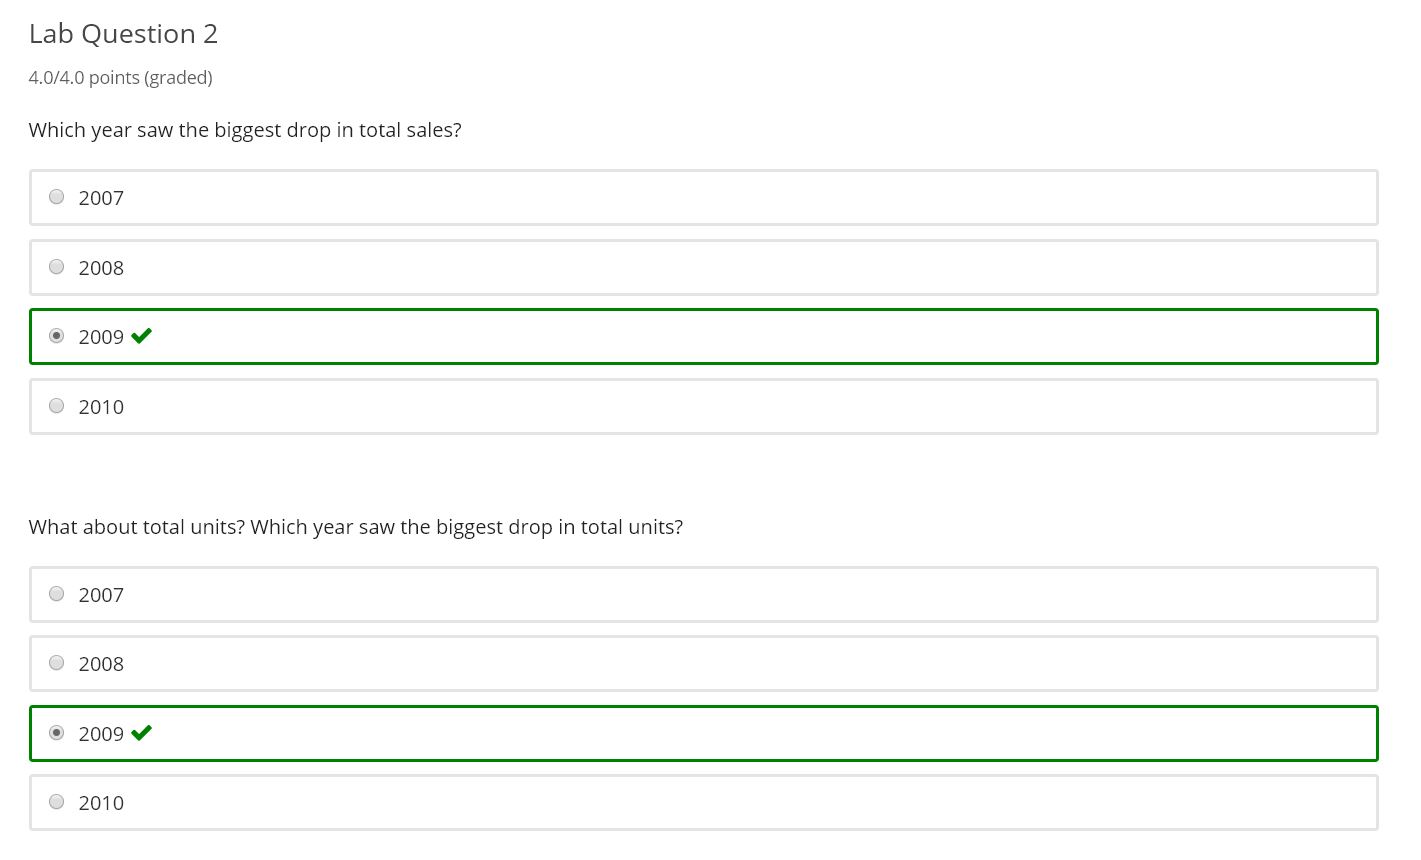 Lab Question 2
4.0/4.0 points (graded)
Which year saw the biggest drop in total sales?
2007
2008
2009
2010
What about total units? Which year saw the biggest drop in total units?
2007
2008
2009
2010